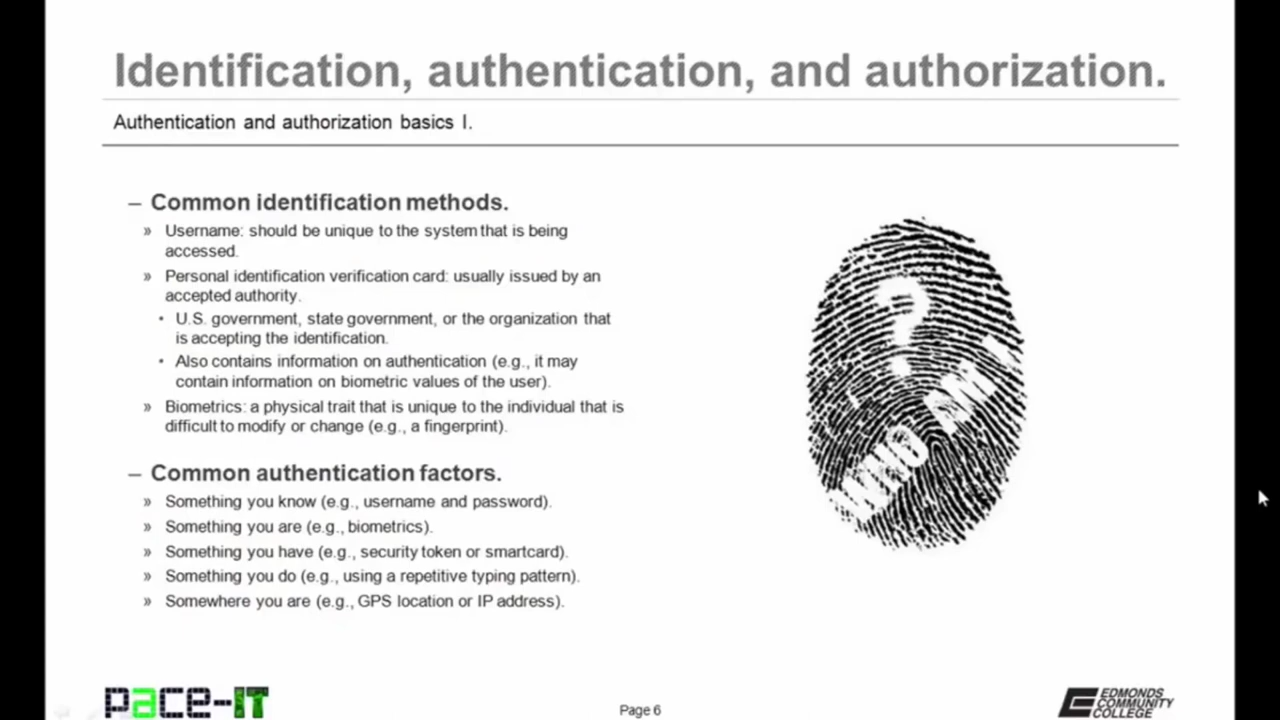 Identification, authentication, and authorization.
Authentication and authorization basics I.
– Common identification methods.
» Username: should be unique to the system that is being
accessed.
» Personal identification verification card: usually issued by an
accepted authority.
• U.S. government, state government, or the organization that
is accepting the identification.
• Also contains information on authentication (e.g., it may
contain information on biometric values of the user).
» Biometrics: a physical trait that is unique to the individual that is
difficult to modify or change (e.g., a fingerprint).
– Common authentication factors.
» Something you know (e.g., username and password).
» Something you are (e.g., biometrics).
» Something you have (e.g., security token or smartcard).
» Something you do (e.g., using a repetitive typing pattern).
» Somewhere you are (e.g., GPS location or IP address).
?
pace-IT
Page 6
EDMONDS
COMMUNITY
COLLEGE